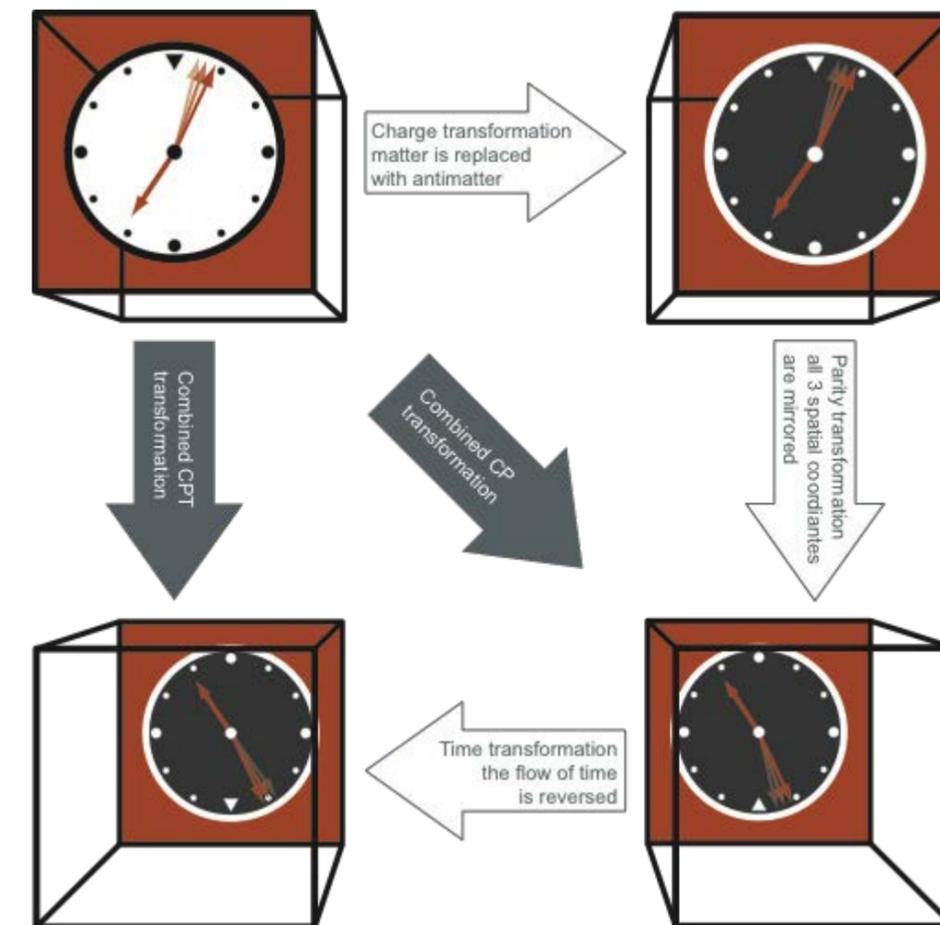 Charge transformation
matter is replaced
with antimatter
Combined CPT
transformation
Combined CP
transformation
Parity transformation
all 3 spatial coordiantes
are mirrored
Time transformation
the flow of time
is reversed